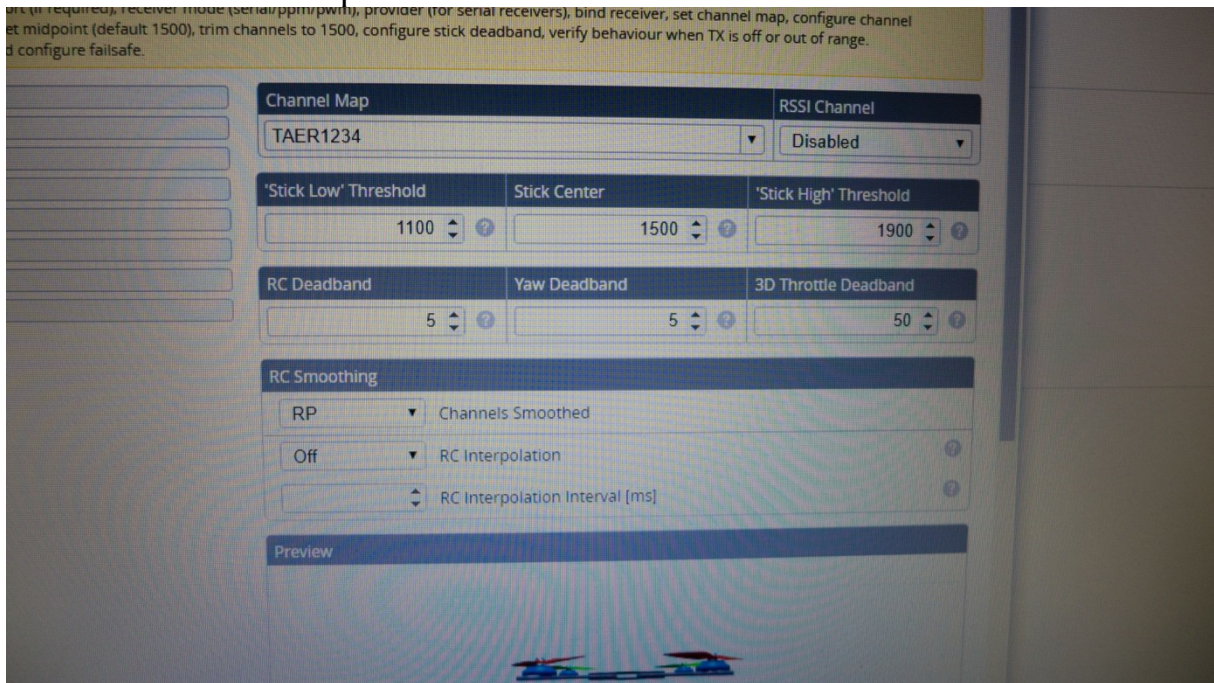 (if required), receiver mode (serial/ppm/pwm), provider (for serial receivers), bind receiver, set channel map, configure channel
et midpoint (default 1500), trim channels to 1500, configure stick deadband, verify behaviour when TX is off or out of range.
d configure failsafe.
Channel Map
RSSI Channel
TAER1234
Disabled
'Stick Low' Threshold
Stick Center
'Stick High' Threshold
1100
1500
1900
RC Deadband
Yaw Deadband
3D Throttle Deadband
5
5
50
RC Smoothing
RP
Channels Smoothed
Off
RC Interpolation
RC Interpolation Interval [ms]
Preview